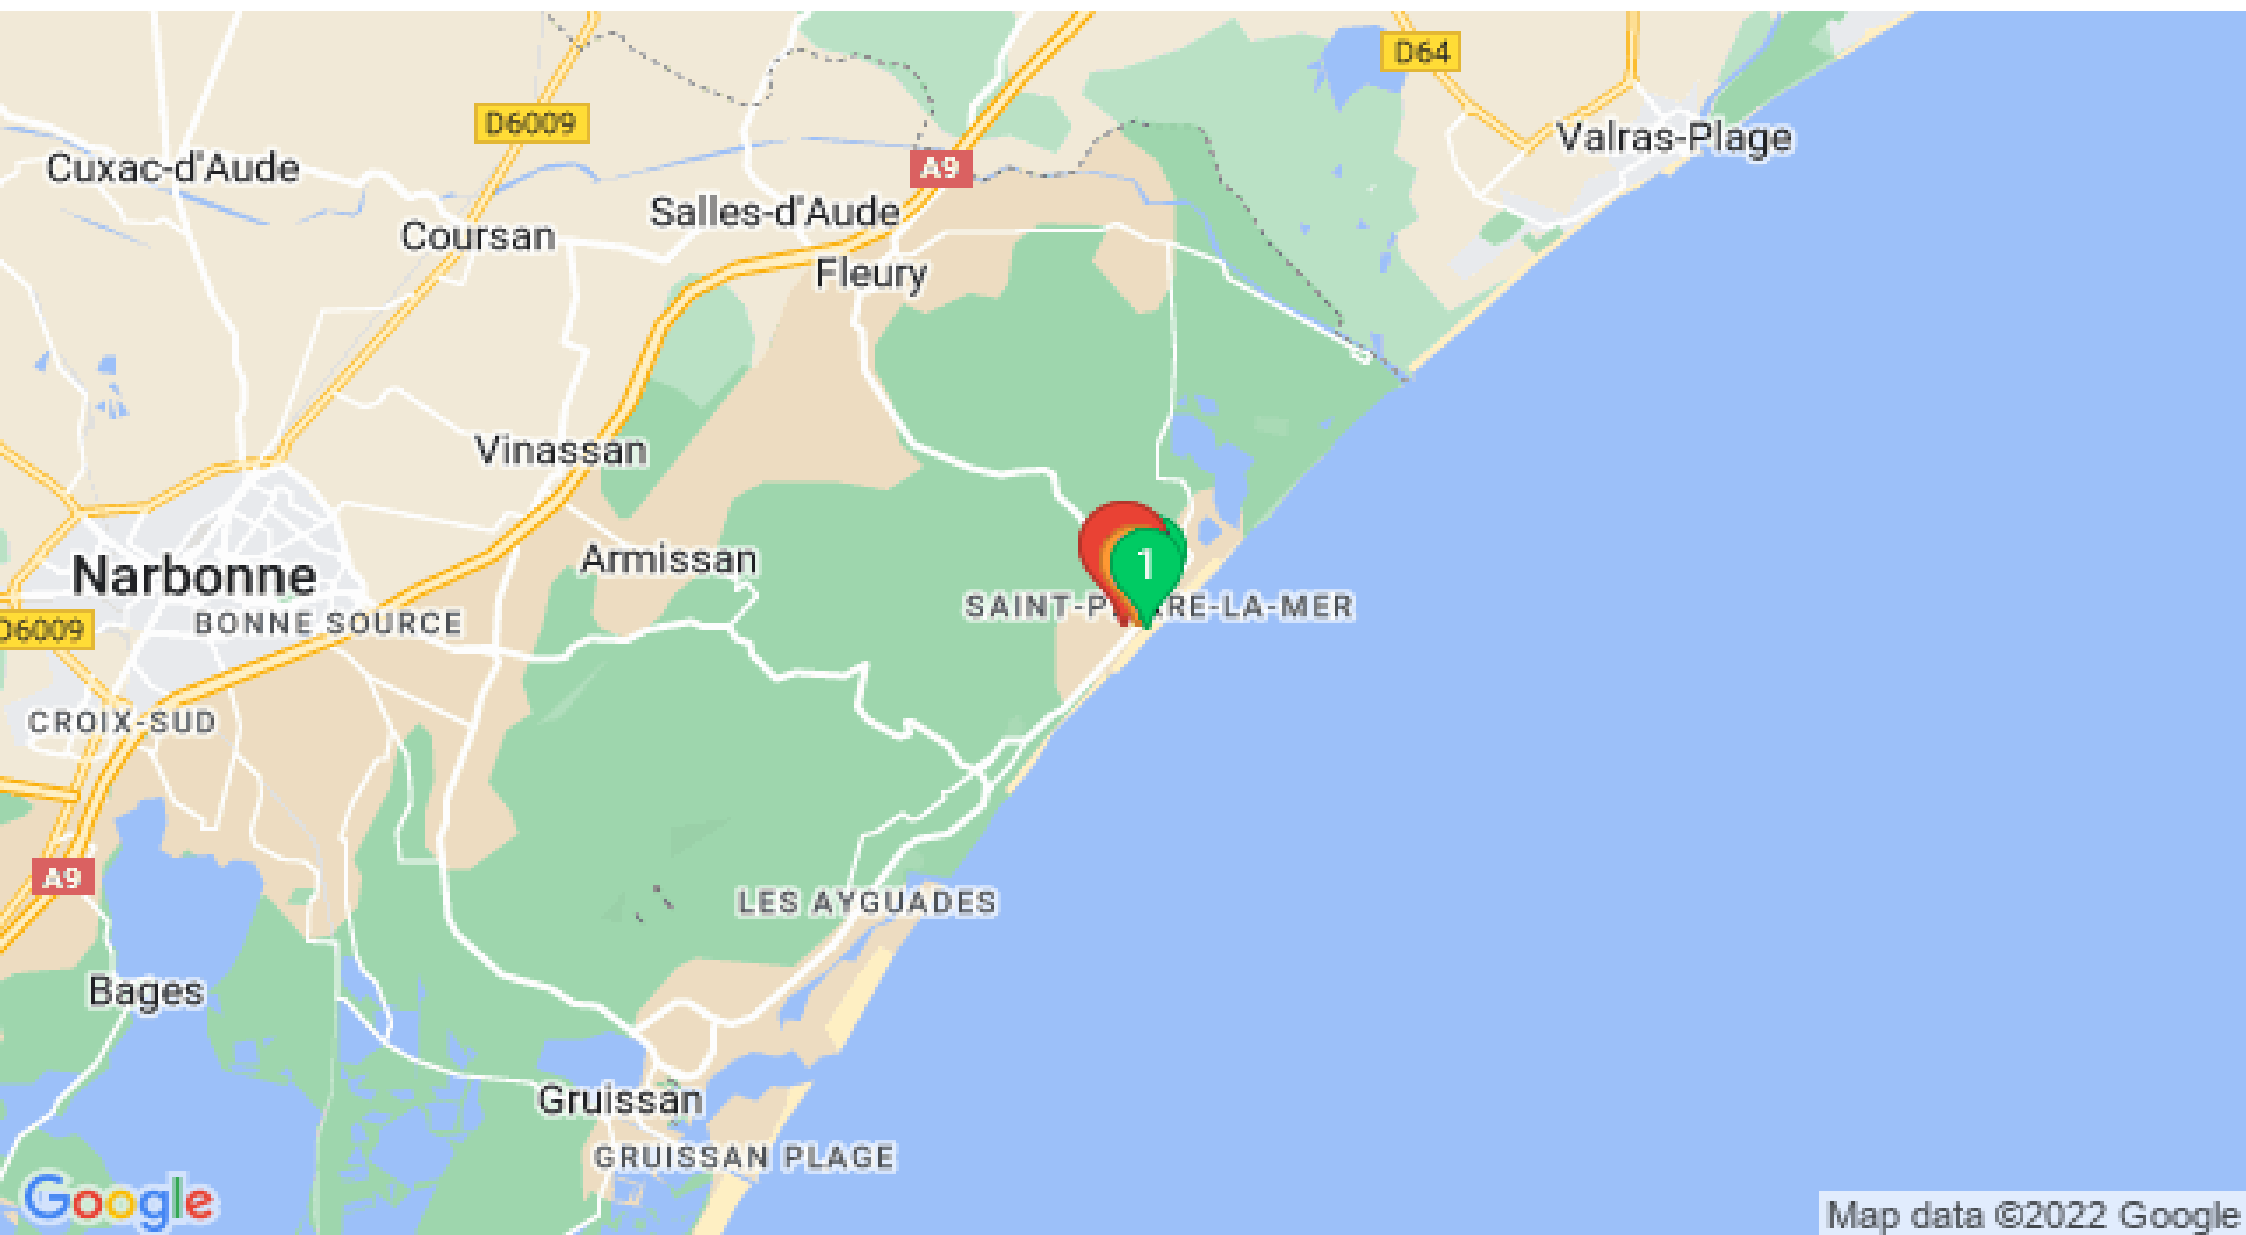 D64
D6009
Valras-Plage
Cuxac-d'Aude
A9
Salles-d'Aude
Coursan
Fleury
Vinassan
Armissan
1
Narbonne
SAINT-PIERRE-LA-MER
BONNE SOURCE
D6009
CROIX-SUD
A9
LES AYGUADES
Bages
Gruissan
GRUISSAN PLAGE
Google
Map data ©2022 Google